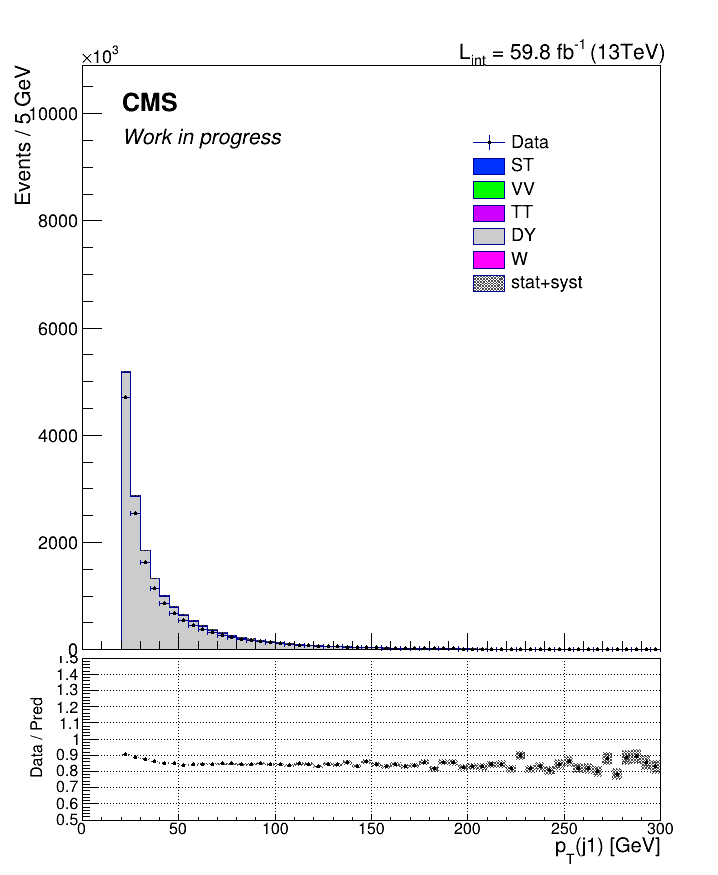 ×10³
L_int = 59.8 fb⁻¹ (13TeV)
Events / 5 GeV
CMS
Work in progress
Data
ST
VV
TT
DY
W
stat+syst
10000
8000
6000
4000
2000
0
Data / Pred
1.5
1.4
1.3
1.2
1.1
1
0.9
0.8
0.7
0.6
0.5
0 50 100 150 200 250 300
p_T(j1) [GeV]